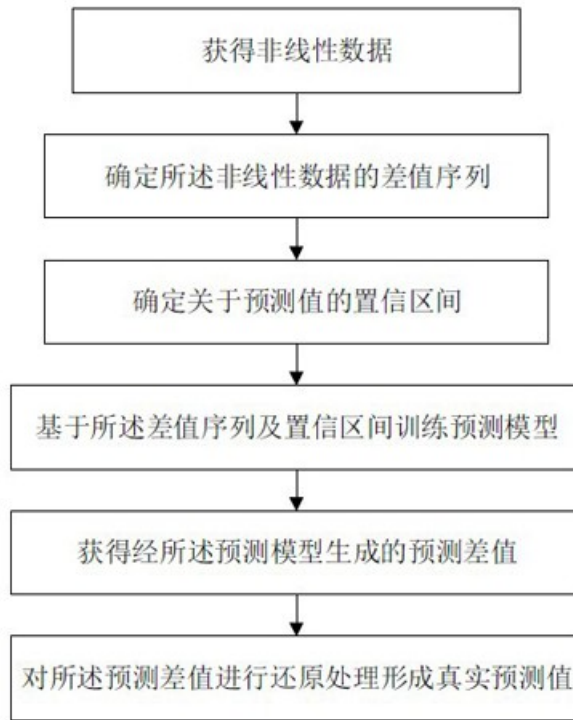 获得非线性数据
确定所述非线性数据的差值序列
确定关于预测值的置信区间
基于所述差值序列及置信区间训练预测模型
获得经所述预测模型生成的预测差值
对所述预测差值进行还原处理形成真实预测值